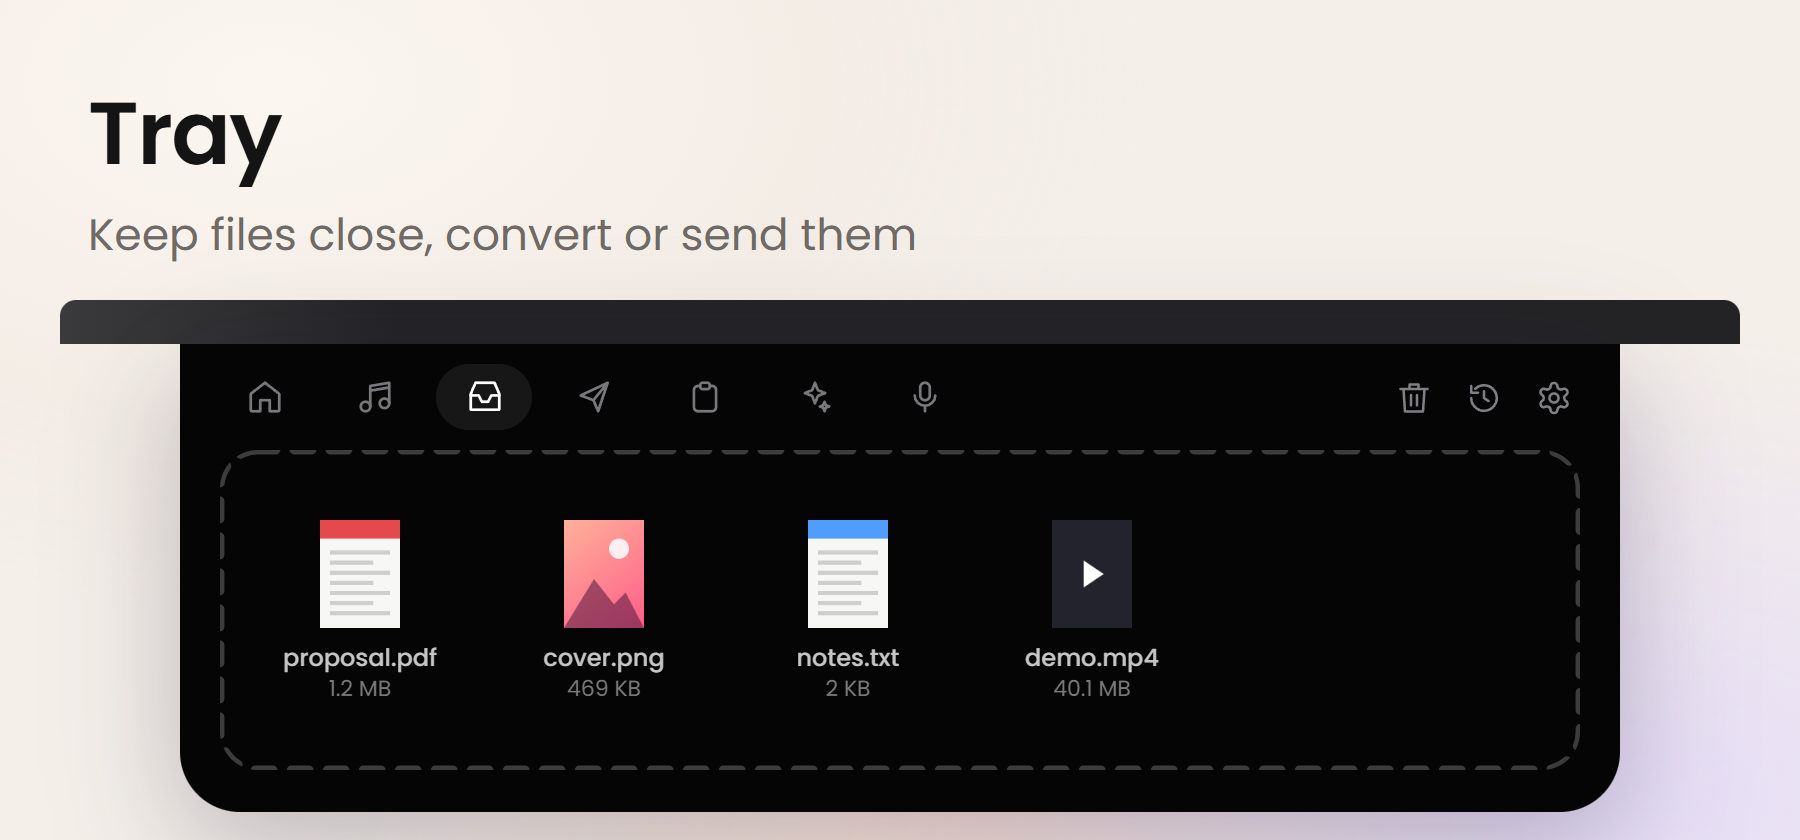 Tray
Keep files close, convert or send them
proposal.pdf
1.2 MB
cover.png
469 KB
notes.txt
2 KB
demo.mp4
40.1 MB